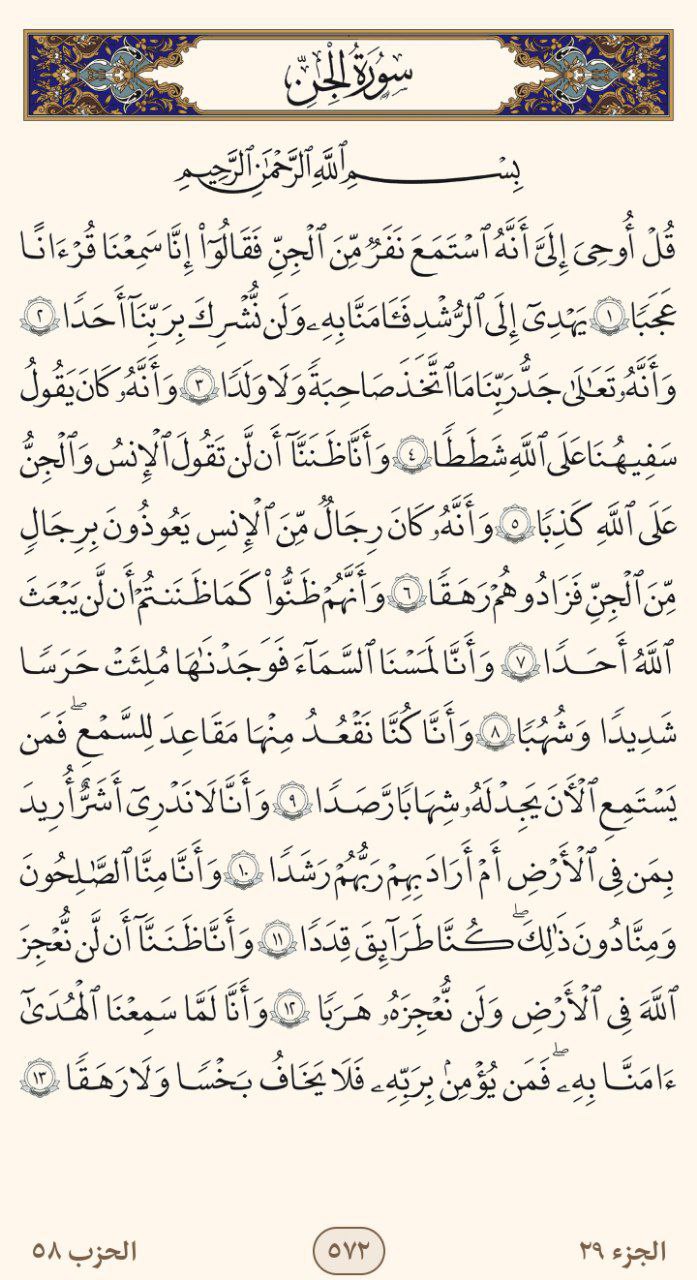 سُورَةُ الْجِنِّ
بِسْمِ ٱللَّهِ ٱلرَّحْمَٰنِ ٱلرَّحِيمِ
قُلْ أُوحِىَ إِلَىَّ أَنَّهُ ٱسْتَمَعَ نَفَرٌ مِّنَ ٱلْجِنِّ فَقَالُوٓا۟ إِنَّا سَمِعْنَا قُرْءَانًا
عَجَبًا ١ يَهْدِىٓ إِلَى ٱلرُّشْدِ فَـَٔامَنَّا بِهِۦ وَلَن نُّشْرِكَ بِرَبِّنَآ أَحَدًا ٢
وَأَنَّهُۥ تَعَٰلَىٰ جَدُّ رَبِّنَا مَا ٱتَّخَذَ صَٰحِبَةً وَلَا وَلَدًا ٣ وَأَنَّهُۥ كَانَ يَقُولُ
سَفِيهُنَا عَلَى ٱللَّهِ شَطَطًا ٤ وَأَنَّا ظَنَنَّآ أَن لَّن تَقُولَ ٱلْإِنسُ وَٱلْجِنُّ
عَلَى ٱللَّهِ كَذِبًا ٥ وَأَنَّهُۥ كَانَ رِجَالٌ مِّنَ ٱلْإِنسِ يَعُوذُونَ بِرِجَالٍ
مِّنَ ٱلْجِنِّ فَزَادُوهُمْ رَهَقًا ٦ وَأَنَّهُمْ ظَنُّوا۟ كَمَا ظَنَنتُمْ أَن لَّن يَبْعَثَ
ٱللَّهُ أَحَدًا ٧ وَأَنَّا لَمَسْنَا ٱلسَّمَآءَ فَوَجَدْنَٰهَا مُلِئَتْ حَرَسًا
شَدِيدًا وَشُهُبًا ٨ وَأَنَّا كُنَّا نَقْعُدُ مِنْهَا مَقَٰعِدَ لِلسَّمْعِ ۖ فَمَن
يَسْتَمِعِ ٱلْـَٔانَ يَجِدْ لَهُۥ شِهَابًا رَّصَدًا ٩ وَأَنَّا لَا نَدْرِىٓ أَشَرٌّ أُرِيدَ
بِمَن فِى ٱلْأَرْضِ أَمْ أَرَادَ بِهِمْ رَبُّهُمْ رَشَدًا ١٠ وَأَنَّا مِنَّا ٱلصَّٰلِحُونَ
وَمِنَّا دُونَ ذَٰلِكَ ۖ كُنَّا طَرَآئِقَ قِدَدًا ١١ وَأَنَّا ظَنَنَّآ أَن لَّن نُّعْجِزَ
ٱللَّهَ فِى ٱلْأَرْضِ وَلَن نُّعْجِزَهُۥ هَرَبًا ١٢ وَأَنَّا لَمَّا سَمِعْنَا ٱلْهُدَىٰٓ
ءَامَنَّا بِهِۦ ۖ فَمَن يُؤْمِنۢ بِرَبِّهِۦ فَلَا يَخَافُ بَخْسًا وَلَا رَهَقًا ١٣
الجزء ٢٩ ٥٧٢ الحزب ٥٨